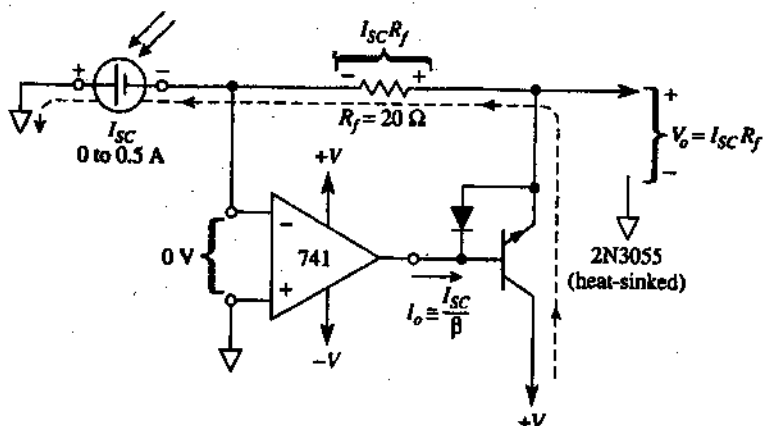 I_SC R_f
+ −
− +
I_SC
0 to 0.5 A
R_f = 20 Ω
+
V_o = I_SC R_f
−
+V
0 V
−
741
+
−V
I_o ≅ I_SC/β
2N3055
(heat-sinked)
+V